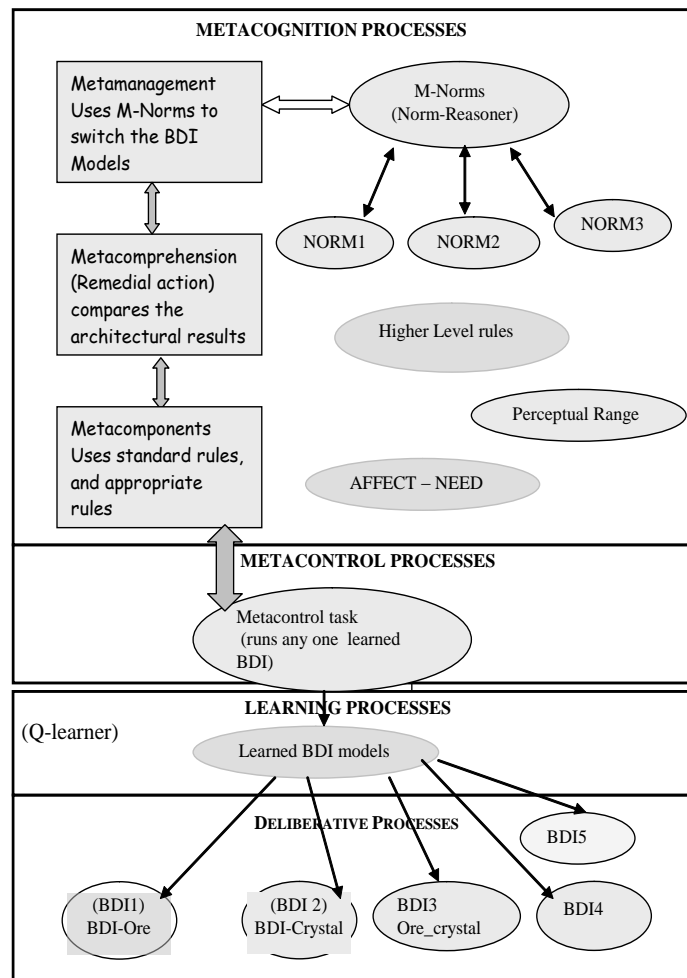 METACOGNITION PROCESSES
Metamanagement
Uses M-Norms to
switch the BDI
Models
M-Norms
(Norm-Reasoner)
NORM1
NORM2
NORM3
Metacomprehension
(Remedial action)
compares the
architectural results
Higher Level rules
Perceptual Range
Metacomponents
Uses standard rules,
and appropriate
rules
AFFECT – NEED
METACONTROL PROCESSES
Metacontrol task
(runs any one learned
BDI)
LEARNING PROCESSES
(Q-learner)
Learned BDI models
DELIBERATIVE PROCESSES
BDI5
(BDI1)
BDI-Ore
(BDI 2)
BDI-Crystal
BDI3
Ore_crystal
BDI4